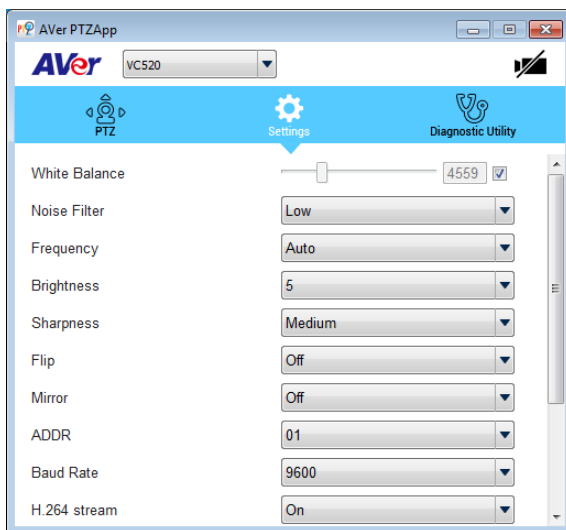 AVer PTZApp
AVer VC520
PTZ Settings Diagnostic Utility
White Balance 4559
Noise Filter Low
Frequency Auto
Brightness 5
Sharpness Medium
Flip Off
Mirror Off
ADDR 01
Baud Rate 9600
H.264 stream On